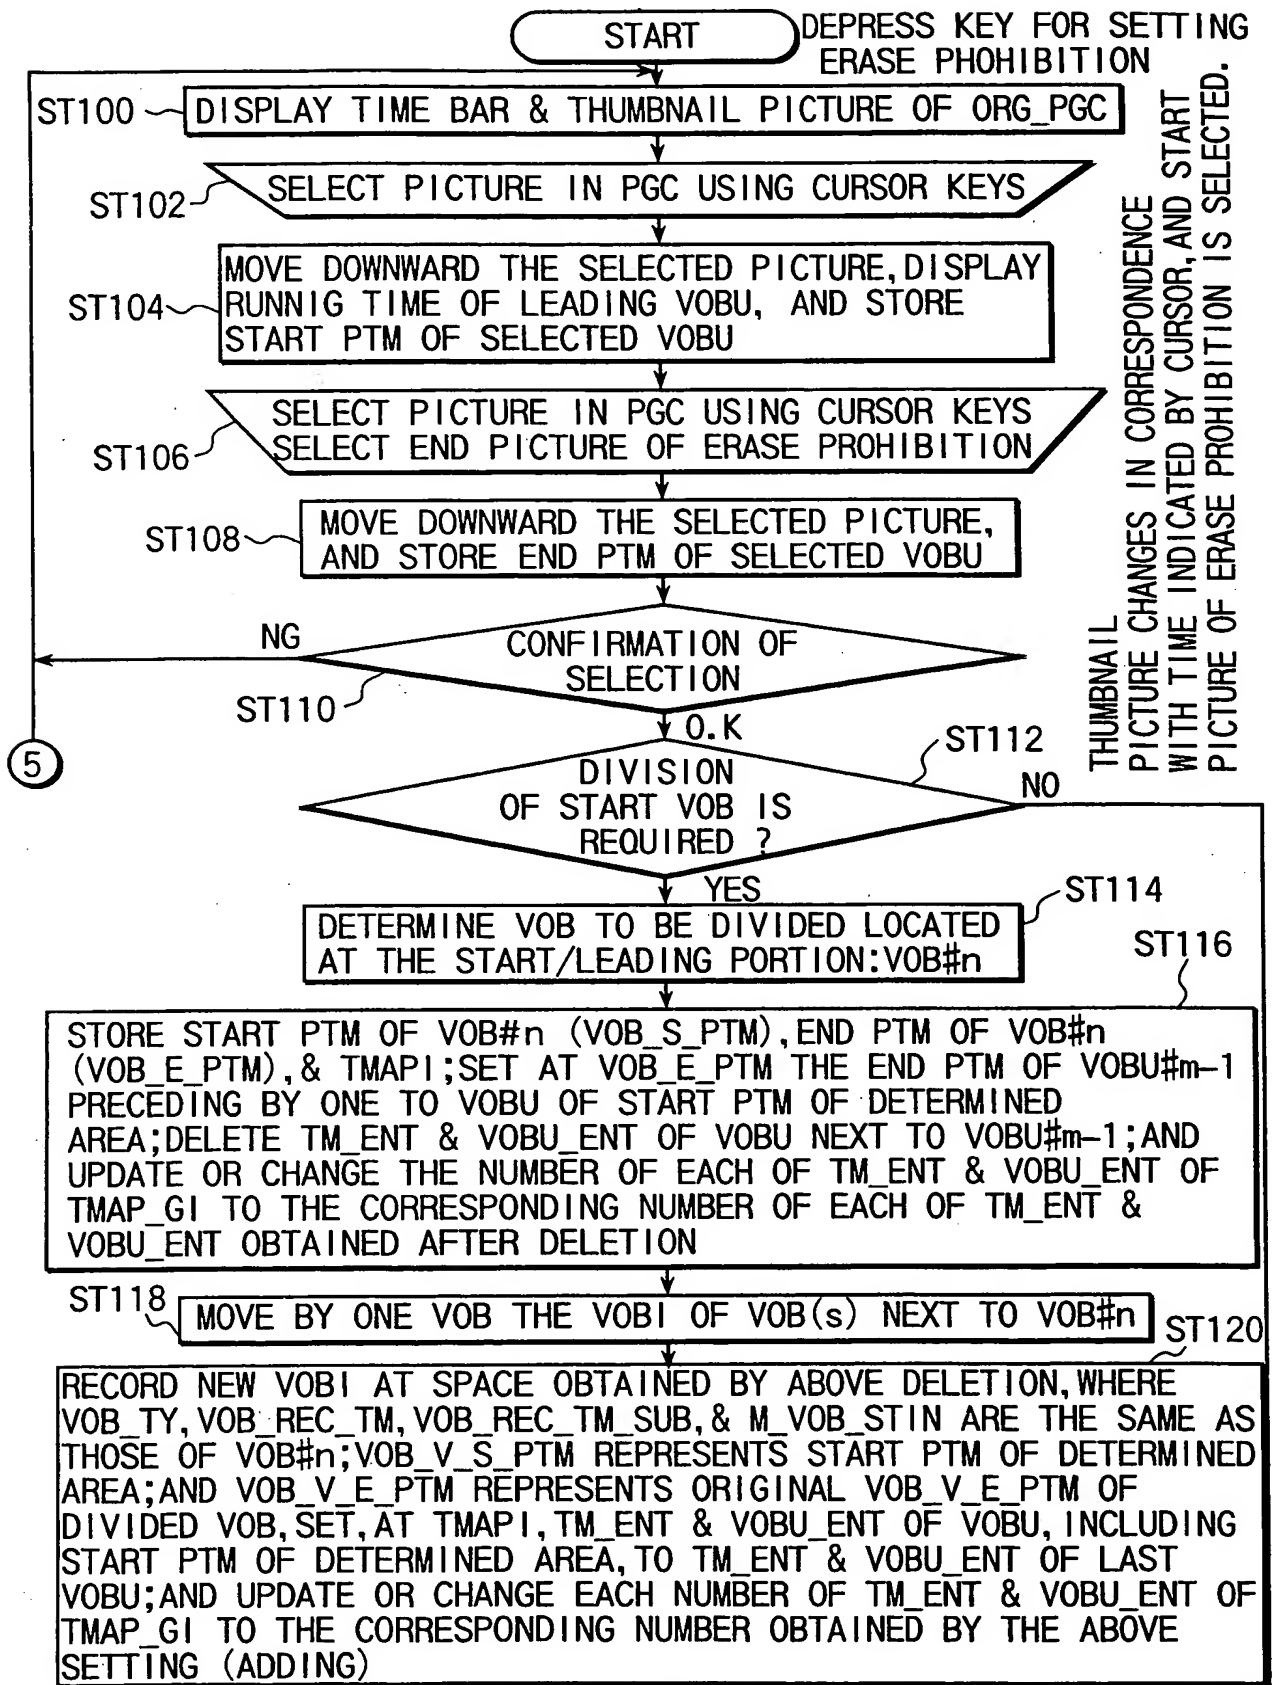 START
DEPRESS KEY FOR SETTING
ERASE PHOHIBITION
ST100
DISPLAY TIME BAR & THUMBNAIL PICTURE OF ORG_PGC
SELECT PICTURE IN PGC USING CURSOR KEYS
ST102
MOVE DOWNWARD THE SELECTED PICTURE, DISPLAY
RUNNIG TIME OF LEADING VOBU, AND STORE
START PTM OF SELECTED VOBU
ST104
SELECT PICTURE IN PGC USING CURSOR KEYS
SELECT END PICTURE OF ERASE PROHIBITION
ST106
MOVE DOWNWARD THE SELECTED PICTURE,
AND STORE END PTM OF SELECTED VOBU
ST108
THUMBNAIL
PICTURE CHANGES IN CORRESPONDENCE
WITH TIME INDICATED BY CURSOR, AND START
PICTURE OF ERASE PROHIBITION IS SELECTED.
NG
CONFIRMATION OF
SELECTION
ST110
O.K
5
ST112
DIVISION
OF START VOB IS
REQUIRED ?
NO
YES
ST114
DETERMINE VOB TO BE DIVIDED LOCATED
AT THE START/LEADING PORTION:VOB#n
ST116
STORE START PTM OF VOB#n (VOB_S_PTM), END PTM OF VOB#n
(VOB_E_PTM), & TMAPI;SET AT VOB_E_PTM THE END PTM OF VOBU#m-1
PRECEDING BY ONE TO VOBU OF START PTM OF DETERMINED
AREA;DELETE TM_ENT & VOBU_ENT OF VOBU NEXT TO VOBU#m-1;AND
UPDATE OR CHANGE THE NUMBER OF EACH OF TM_ENT & VOBU_ENT OF
TMAP_GI TO THE CORRESPONDING NUMBER OF EACH OF TM_ENT &
VOBU_ENT OBTAINED AFTER DELETION
ST118
MOVE BY ONE VOB THE VOBI OF VOB(s) NEXT TO VOB#n
ST120
RECORD NEW VOBI AT SPACE OBTAINED BY ABOVE DELETION, WHERE
VOB_TY, VOB_REC_TM, VOB_REC_TM_SUB, & M_VOB_STIN ARE THE SAME AS
THOSE OF VOB#n;VOB_V_S_PTM REPRESENTS START PTM OF DETERMINED
AREA;AND VOB_V_E_PTM REPRESENTS ORIGINAL VOB_V_E_PTM OF
DIVIDED VOB, SET, AT TMAPI, TM_ENT & VOBU_ENT OF VOBU, INCLUDING
START PTM OF DETERMINED AREA, TO TM_ENT & VOBU_ENT OF LAST
VOBU;AND UPDATE OR CHANGE EACH NUMBER OF TM_ENT & VOBU_ENT OF
TMAP_GI TO THE CORRESPONDING NUMBER OBTAINED BY THE ABOVE
SETTING (ADDING)